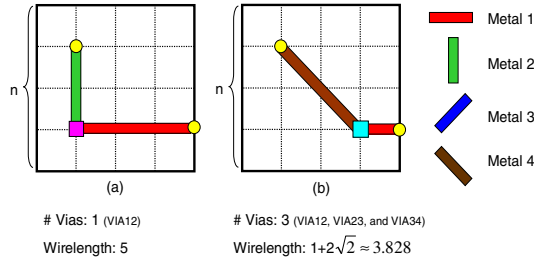 n
n
Metal 1
Metal 2
Metal 3
Metal 4
(a)
(b)
# Vias: 1 (VIA12)
Wirelength: 5
# Vias: 3 (VIA12, VIA23, and VIA34)
Wirelength: 1+2√2 ≈ 3.828